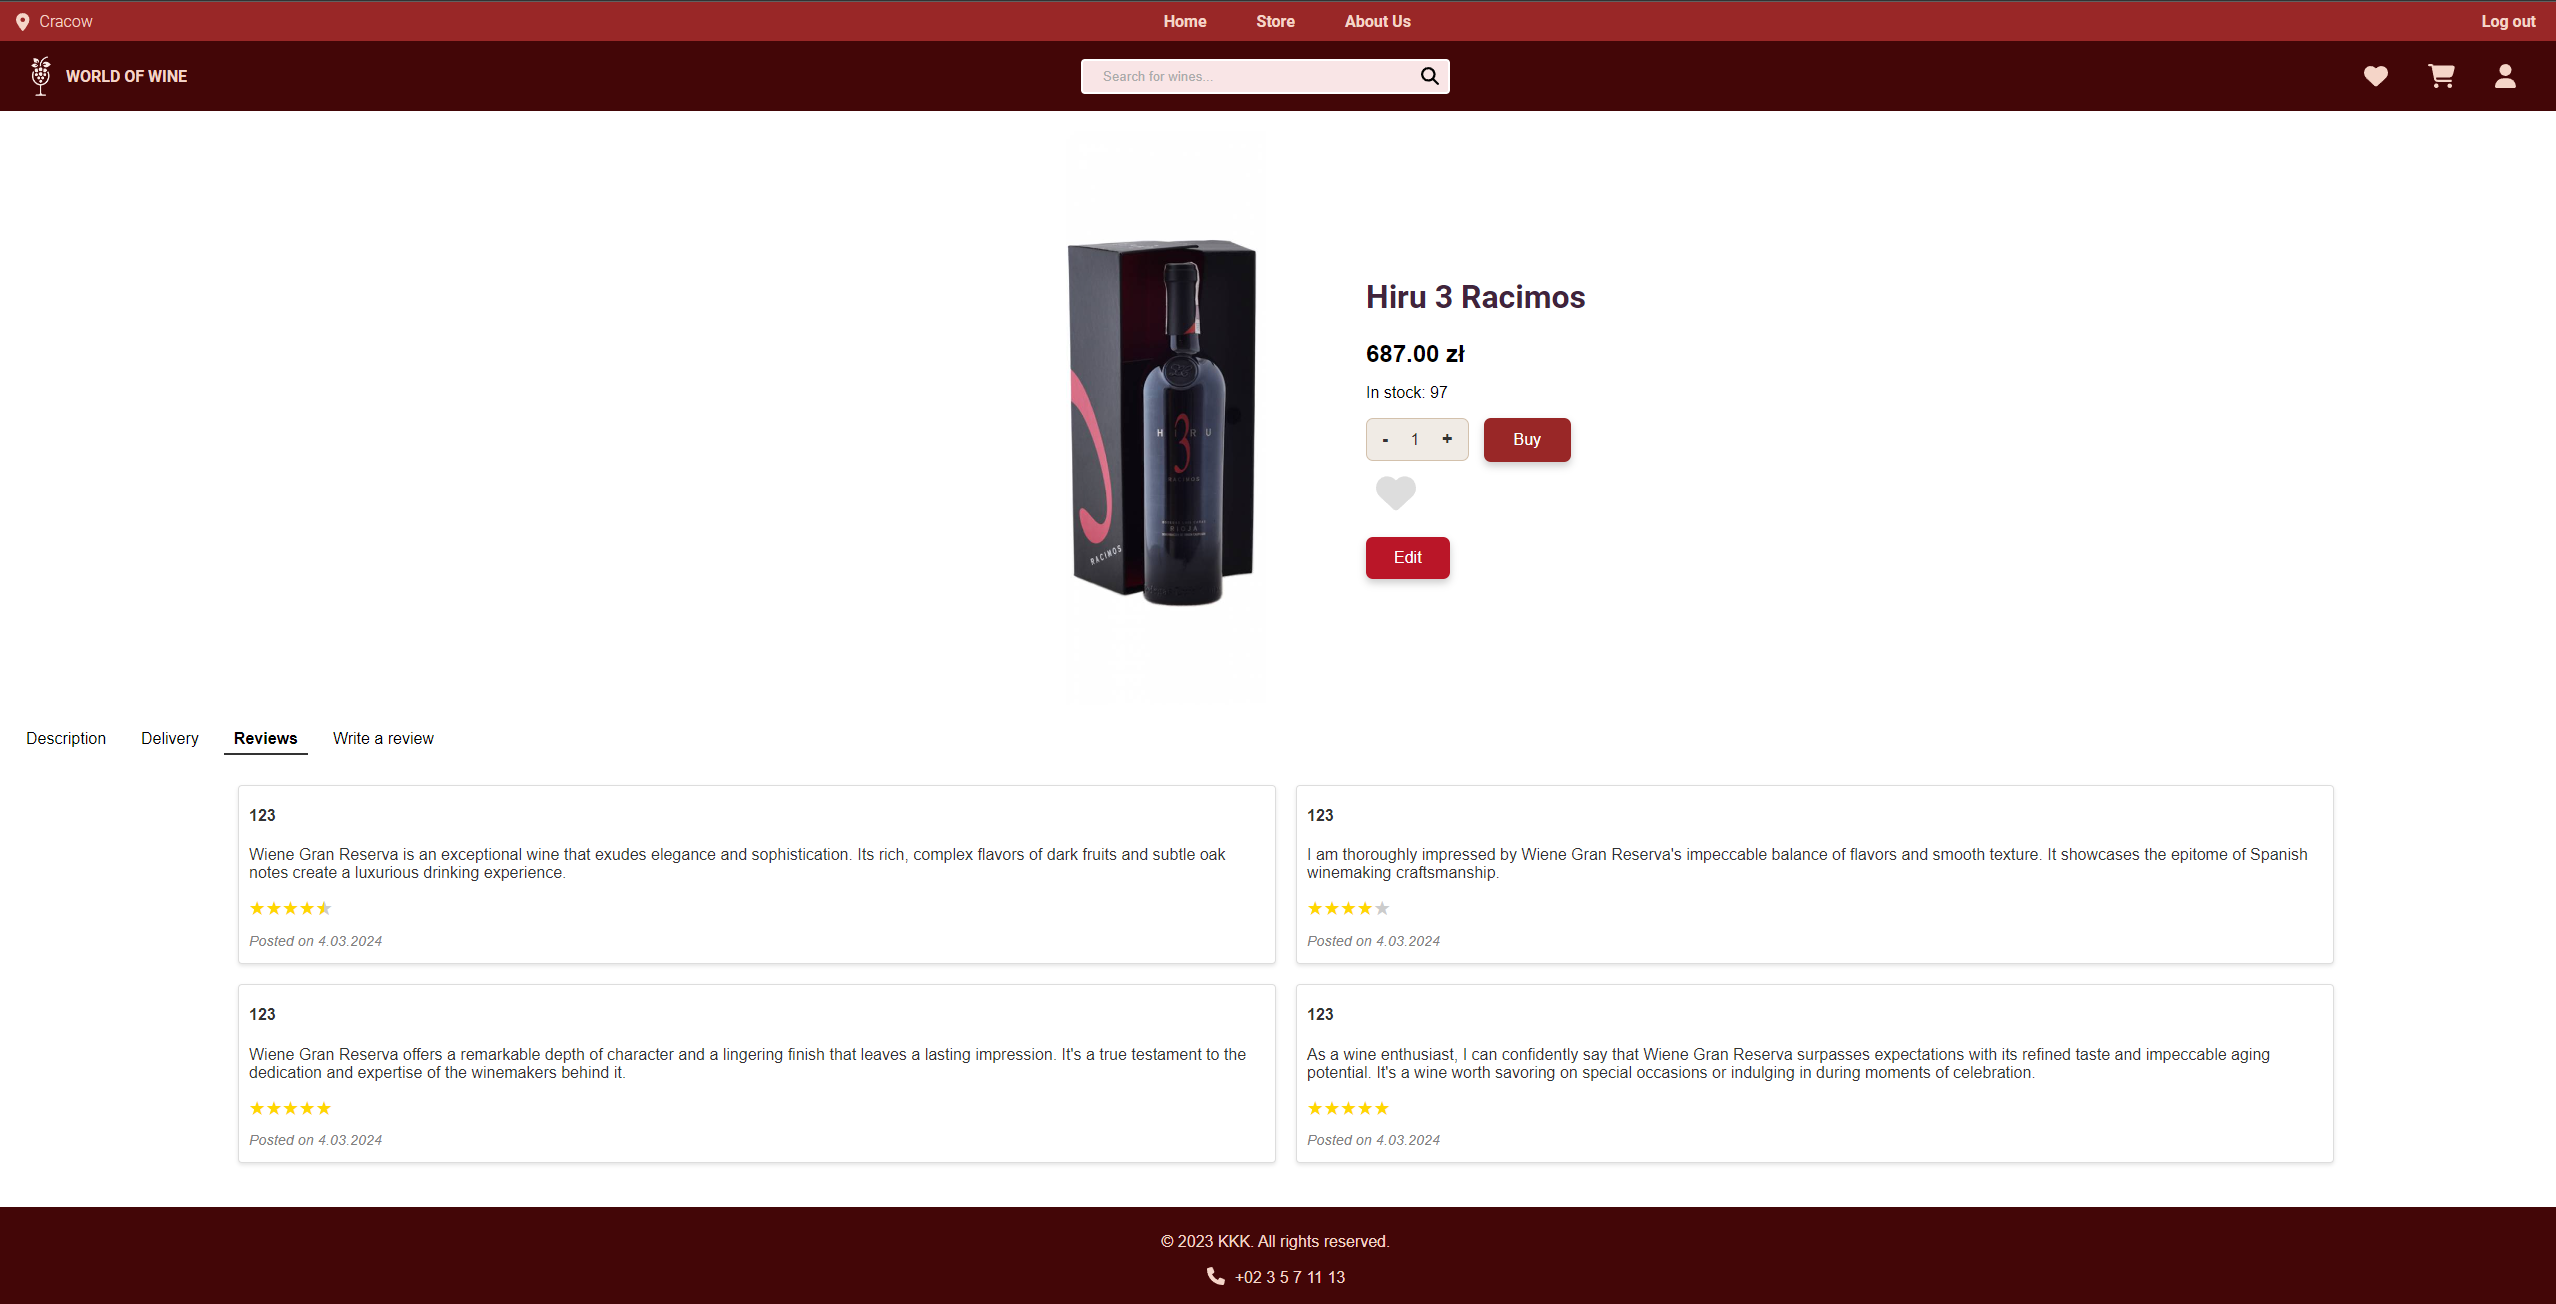 Cracow
Home Store About Us
Log out
WORLD OF WINE
Search for wines...
Hiru 3 Racimos
687.00 zł
In stock: 97
- 1 +
Buy
Edit
HIRU
3
RACIMOS
RIOJA
RACIMOS
Description Delivery Reviews Write a review
123
Wiene Gran Reserva is an exceptional wine that exudes elegance and sophistication. Its rich, complex flavors of dark fruits and subtle oak
notes create a luxurious drinking experience.
★★★★★
Posted on 4.03.2024
123
I am thoroughly impressed by Wiene Gran Reserva's impeccable balance of flavors and smooth texture. It showcases the epitome of Spanish
winemaking craftsmanship.
★★★★★
Posted on 4.03.2024
123
Wiene Gran Reserva offers a remarkable depth of character and a lingering finish that leaves a lasting impression. It's a true testament to the
dedication and expertise of the winemakers behind it.
★★★★★
Posted on 4.03.2024
123
As a wine enthusiast, I can confidently say that Wiene Gran Reserva surpasses expectations with its refined taste and impeccable aging
potential. It's a wine worth savoring on special occasions or indulging in during moments of celebration.
★★★★★
Posted on 4.03.2024
© 2023 KKK. All rights reserved.
+02 3 5 7 11 13